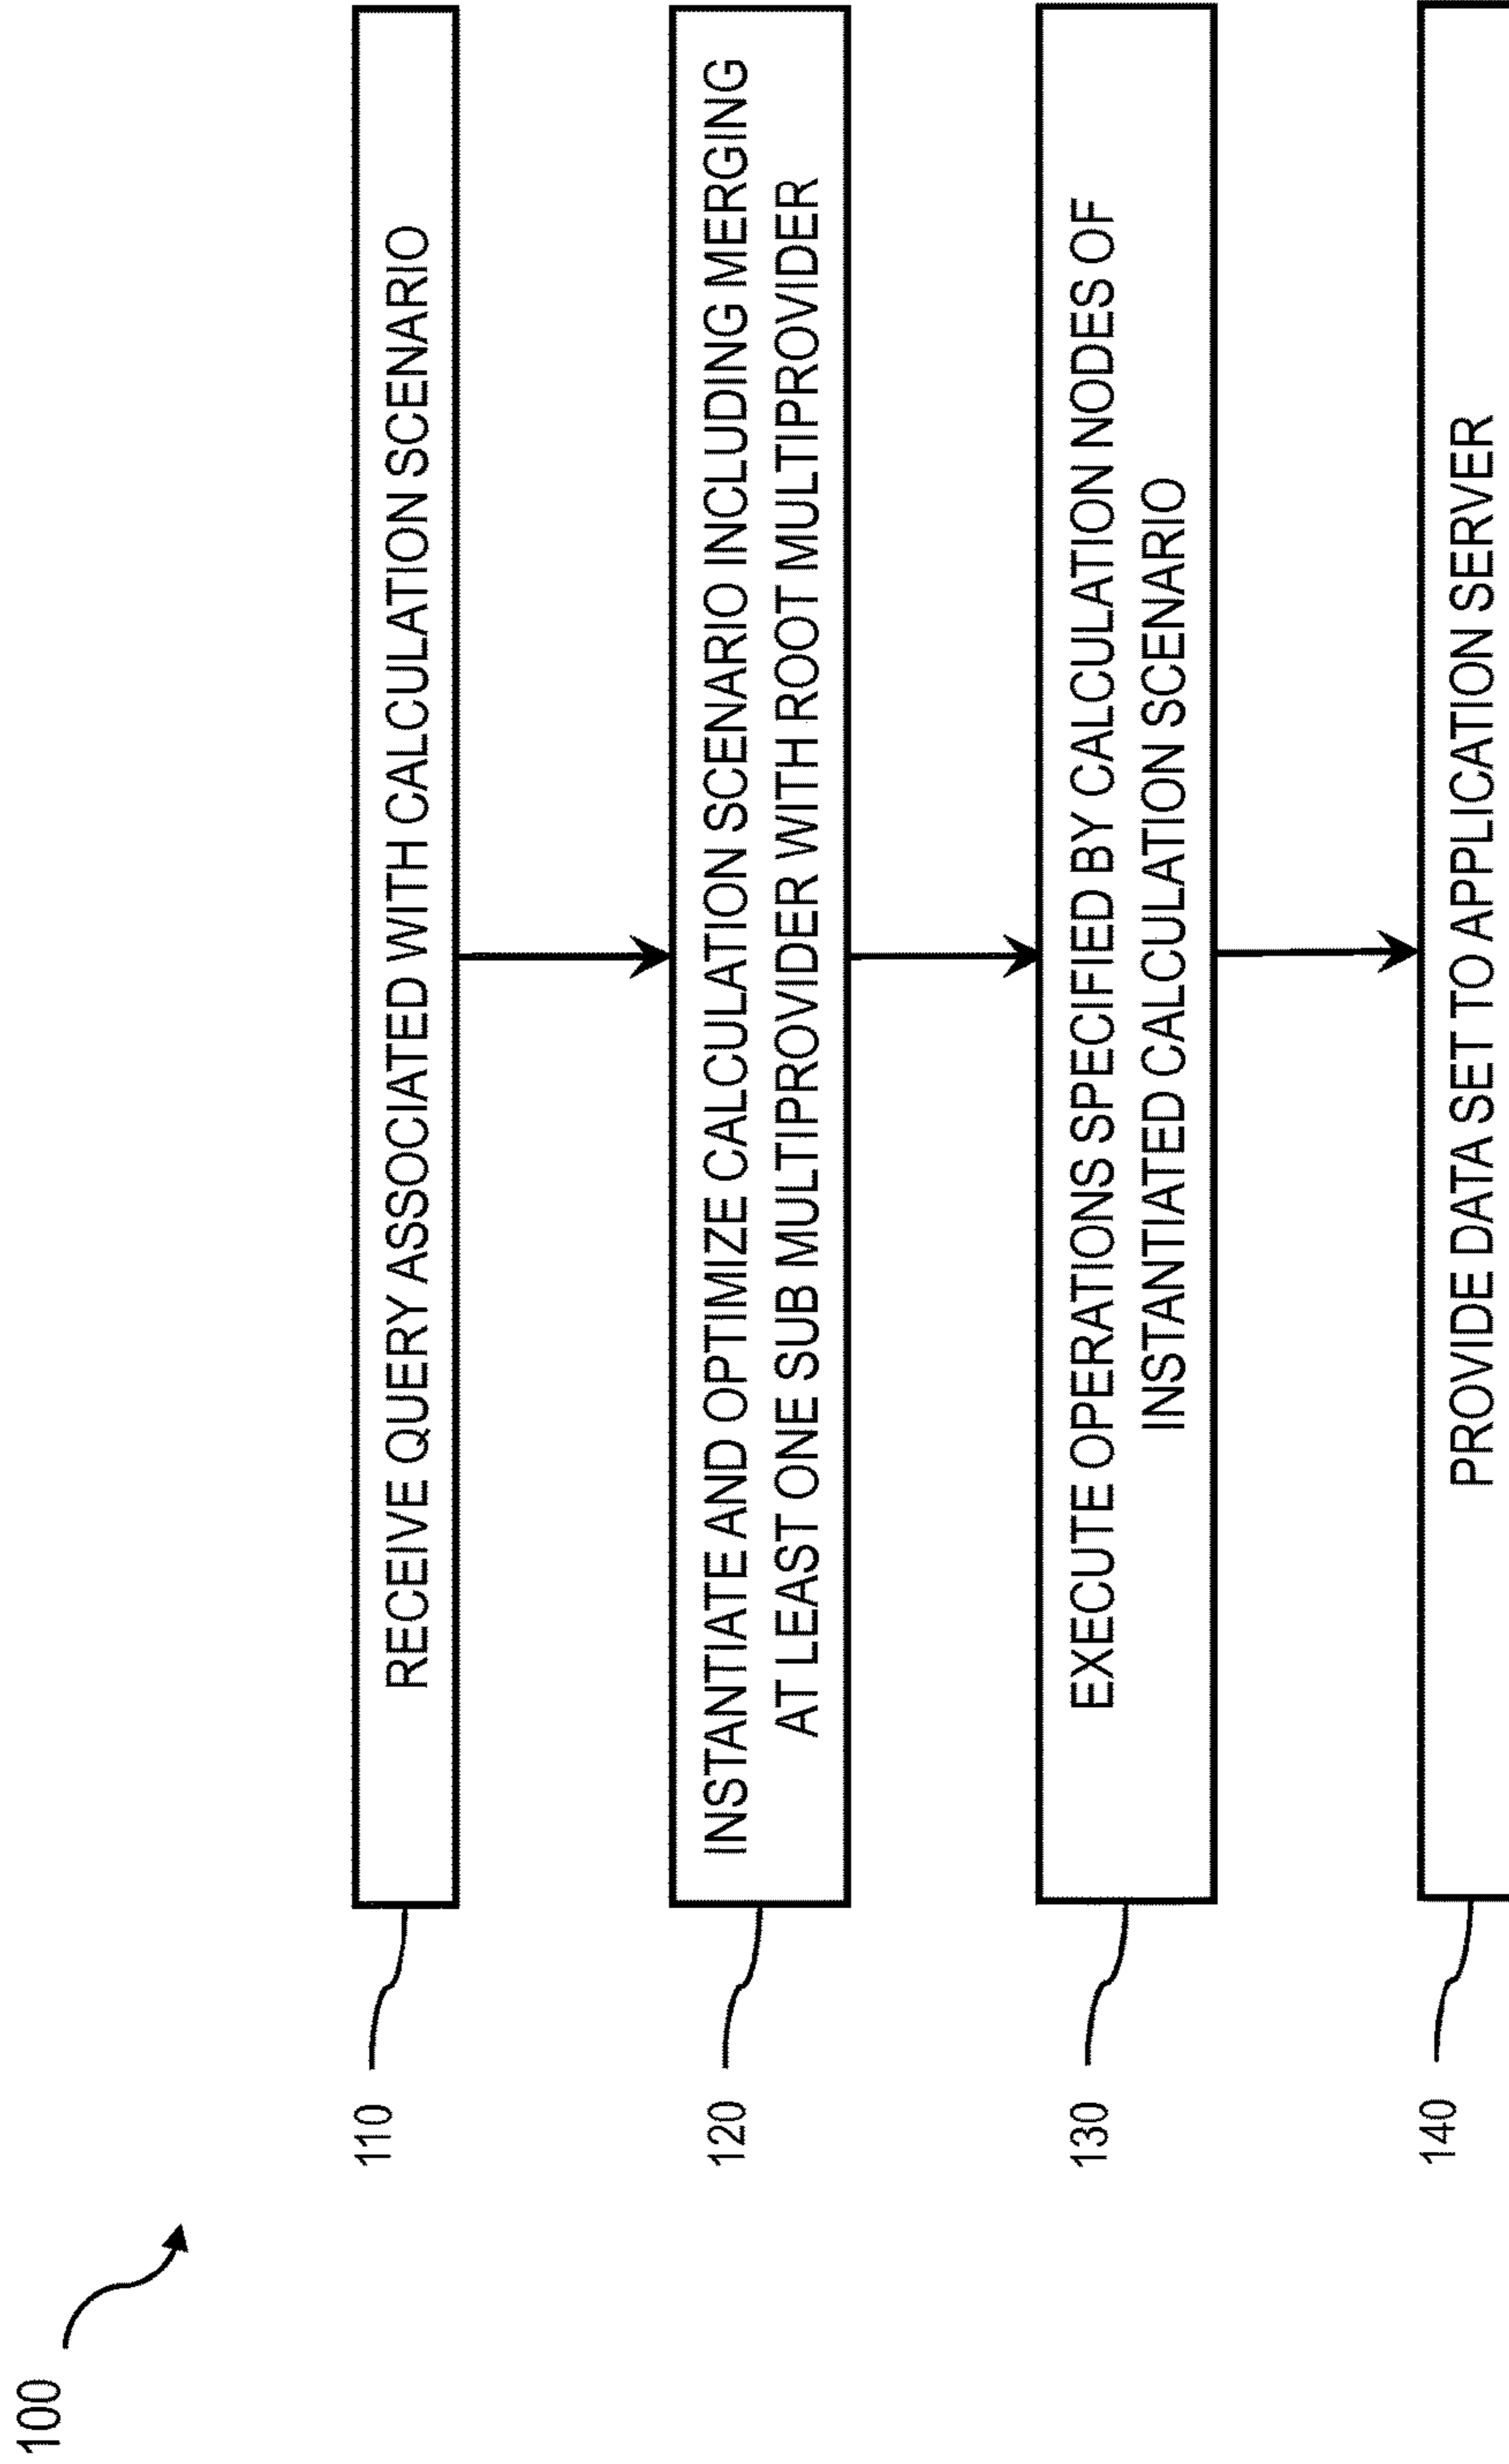 100
110
RECEIVE QUERY ASSOCIATED WITH CALCULATION SCENARIO
120
INSTANTIATE AND OPTIMIZE CALCULATION SCENARIO INCLUDING MERGING
AT LEAST ONE SUB MULTIPROVIDER WITH ROOT MULTIPROVIDER
130
EXECUTE OPERATIONS SPECIFIED BY CALCULATION NODES OF
INSTANTIATED CALCULATION SCENARIO
140
PROVIDE DATA SET TO APPLICATION SERVER